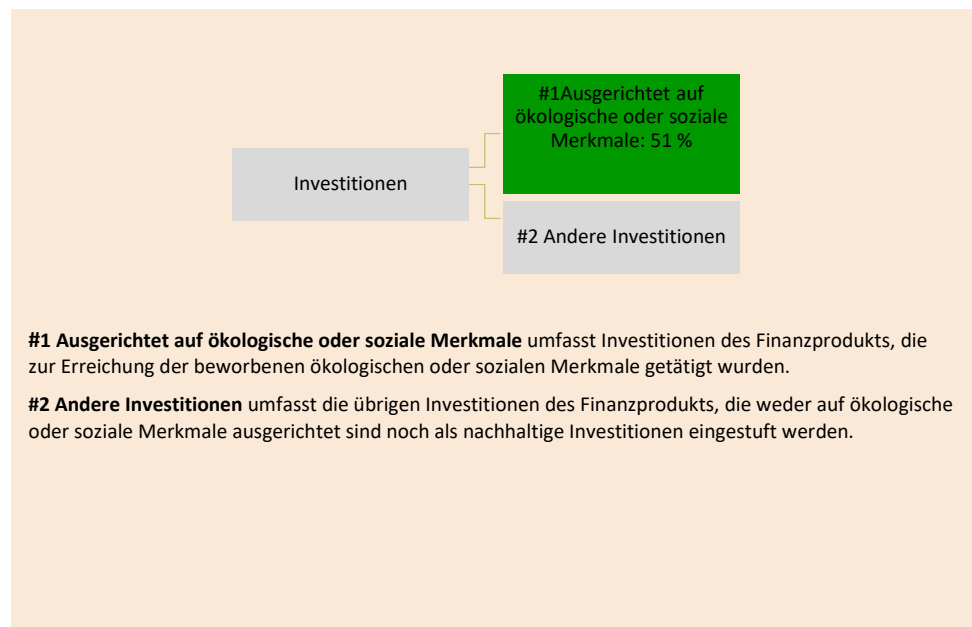 #1Ausgerichtet auf
ökologische oder soziale
Merkmale: 51 %
Investitionen
#2 Andere Investitionen
#1 Ausgerichtet auf ökologische oder soziale Merkmale umfasst Investitionen des Finanzprodukts, die
zur Erreichung der beworbenen ökologischen oder sozialen Merkmale getätigt wurden.
#2 Andere Investitionen umfasst die übrigen Investitionen des Finanzprodukts, die weder auf ökologische
oder soziale Merkmale ausgerichtet sind noch als nachhaltige Investitionen eingestuft werden.